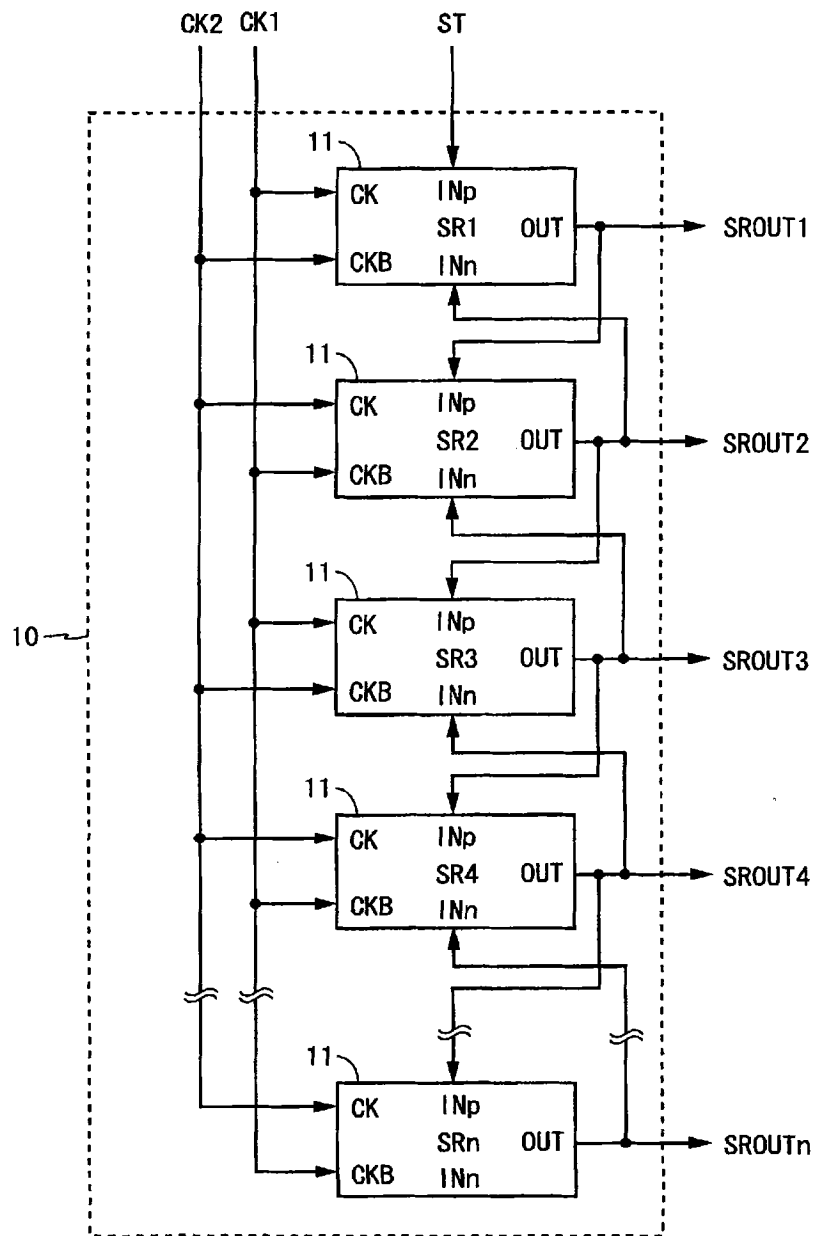 CK2 CK1 ST
11
CK INp
SR1 OUT SROUT1
CKB INn
11
CK INp
SR2 OUT SROUT2
CKB INn
11
10
CK INp
SR3 OUT SROUT3
CKB INn
11
CK INp
SR4 OUT SROUT4
CKB INn
11
CK INp
SRn OUT SROUTn
CKB INn